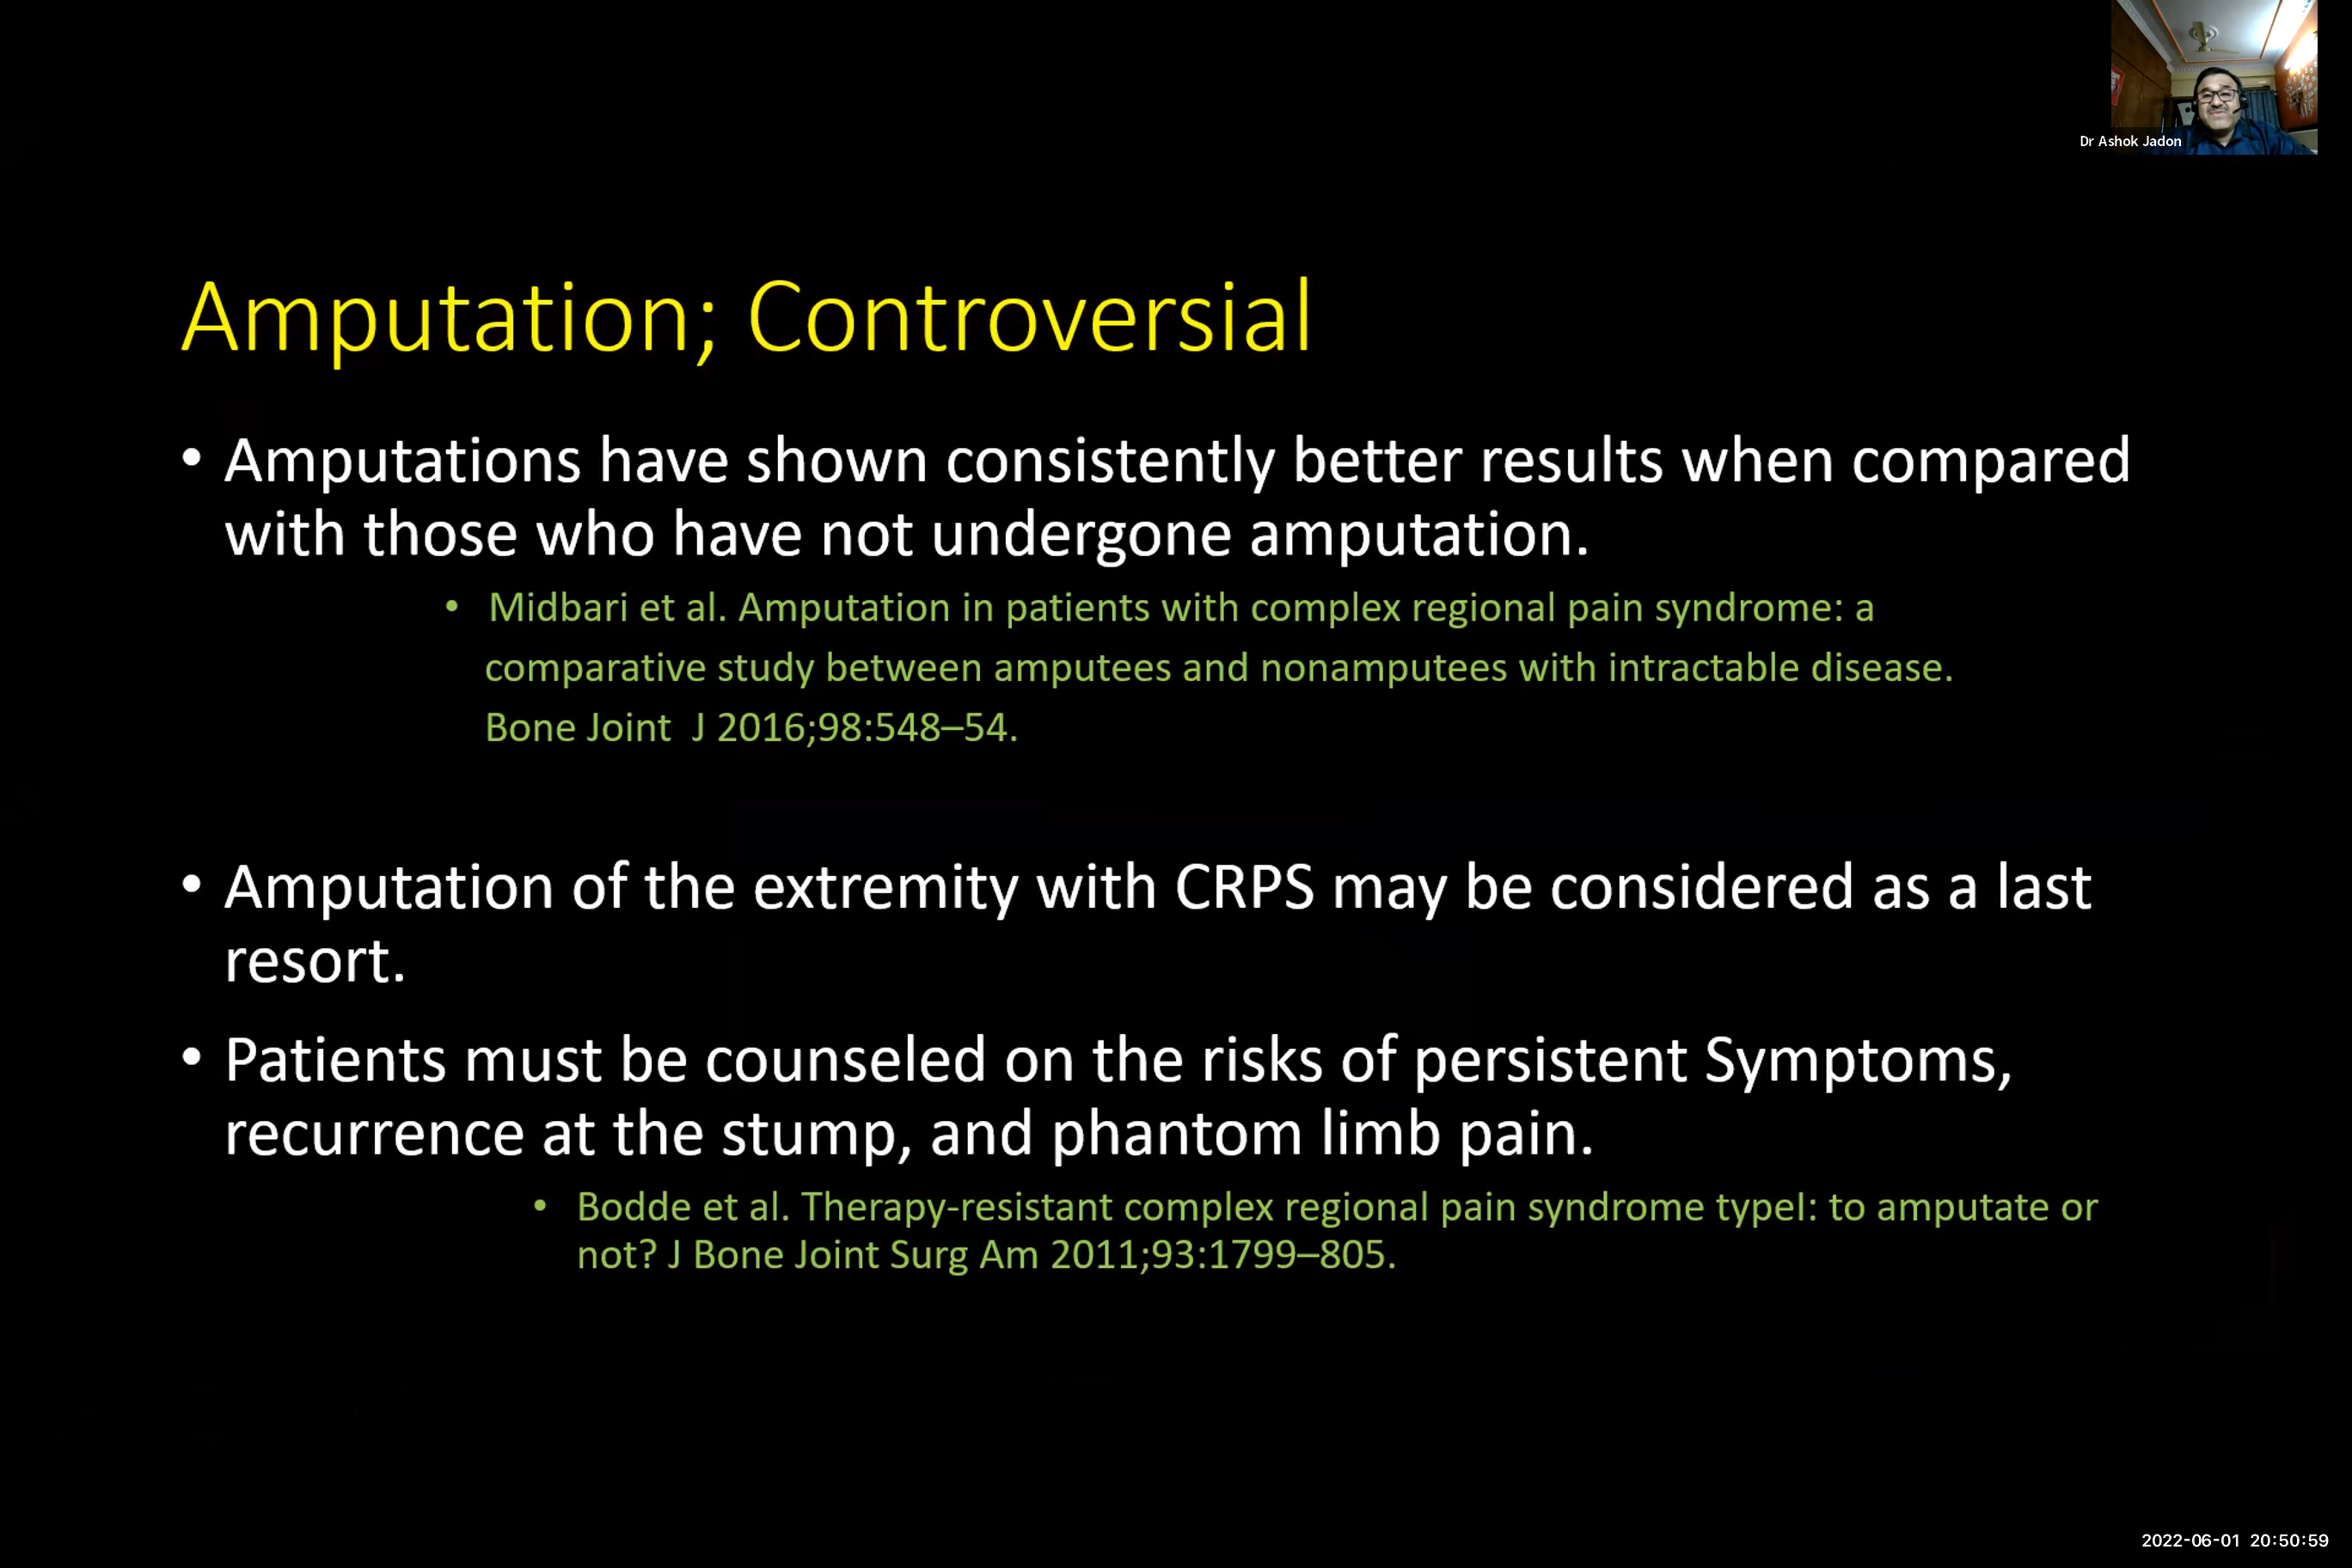 Dr Ashok Jadon
Amputation; Controversial
• Amputations have shown consistently better results when compared
with those who have not undergone amputation.
• Midbari et al. Amputation in patients with complex regional pain syndrome: a
comparative study between amputees and nonamputees with intractable disease.
Bone Joint  J 2016;98:548–54.
• Amputation of the extremity with CRPS may be considered as a last
resort.
• Patients must be counseled on the risks of persistent Symptoms,
recurrence at the stump, and phantom limb pain.
• Bodde et al. Therapy-resistant complex regional pain syndrome typeI: to amputate or
not? J Bone Joint Surg Am 2011;93:1799–805.
2022-06-01 20:50:59